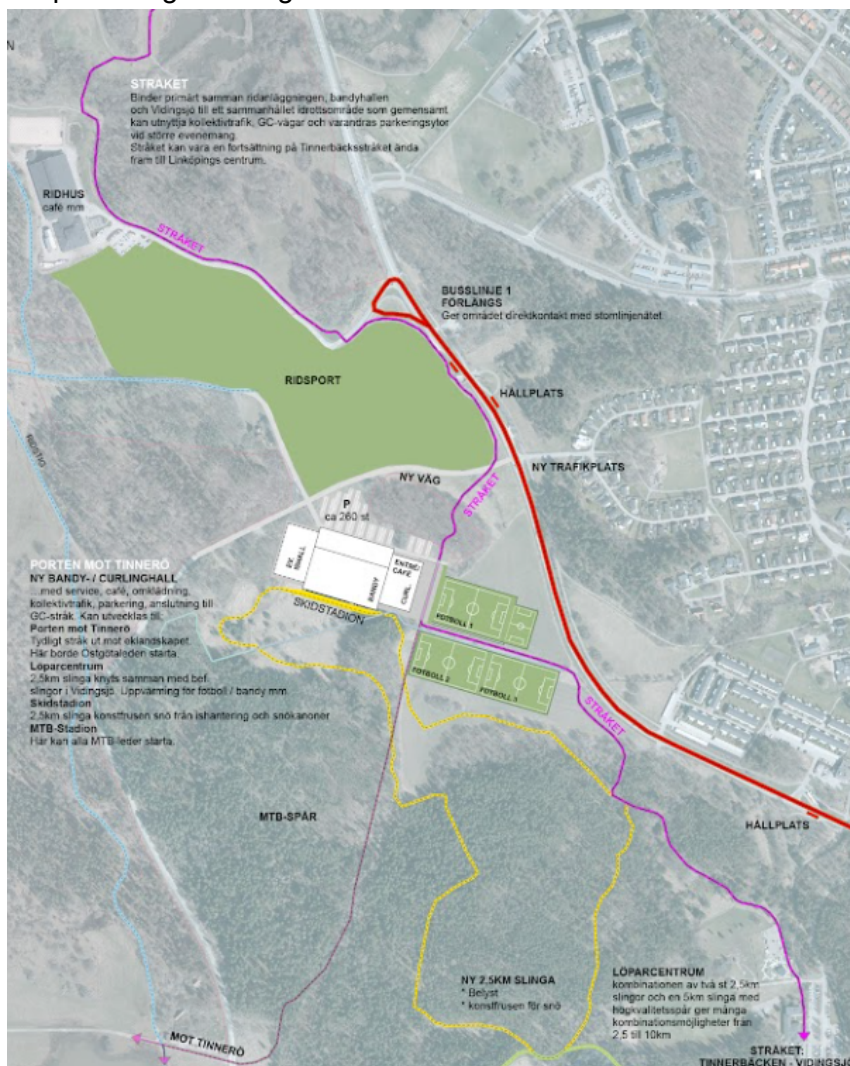 N
STRÅKET
Binder primärt samman ridanläggningen, bandyhallen
och Vidingsjö till ett sammanhållet idrottsområde som gemensamt
kan utnyttja kollektivtrafik, GC-vägar och varandras parkeringsytor
vid större evenemang.
Stråket kan vara en fortsättning på Tinnerbäcksstråket ända
fram till Linköpings centrum.
RIDHUS
café mm
STRÅKET
BUSSLINJE 1
FÖRLÄNGS
Ger området direktkontakt med stomlinjenätet
RIDSPORT
HÅLLPLATS
RIDSTIG
NY TRAFIKPLATS
NY VÄG
STRÅKET
P
ca 260 st
EV.
ISHALL
BANDY
ENTRÉ/
CAFÉ
CURL
PORTEN MOT TINNERÖ
NY BANDY- / CURLINGHALL
...med service, café, omklädning,
kollektivtrafik, parkering, anslutning till
GC-stråk. Kan utvecklas till:
Porten mot Tinnerö
Tydligt stråk ut mot eklandskapet.
Här borde Östgötaleden starta.
Löparcentrum
2,5km slinga knyts samman med bef.
slingor i Vidingsjö. Uppvärmning för fotboll / bandy mm.
Skidstadion
2,5km slinga konstfrusen snö från ishantering och snökanoner
MTB-Stadion
Här kan alla MTB-leder starta.
SKIDSTADION
FOTBOLL 1
FOTBOLL 2
FOTBOLL 3
STRÅKET
MTB-SPÅR
HÅLLPLATS
NY 2,5KM SLINGA
* Belyst
* konstfrusen för snö
LÖPARCENTRUM
kombinationen av två st 2,5km
slingor och en 5km slinga med
högkvalitetsspår ger många
kombinationsmöjligheter från
2,5 till 10km
MOT TINNERÖ
STRÅKET:
TINNERBÄCKEN - VIDINGSJÖ